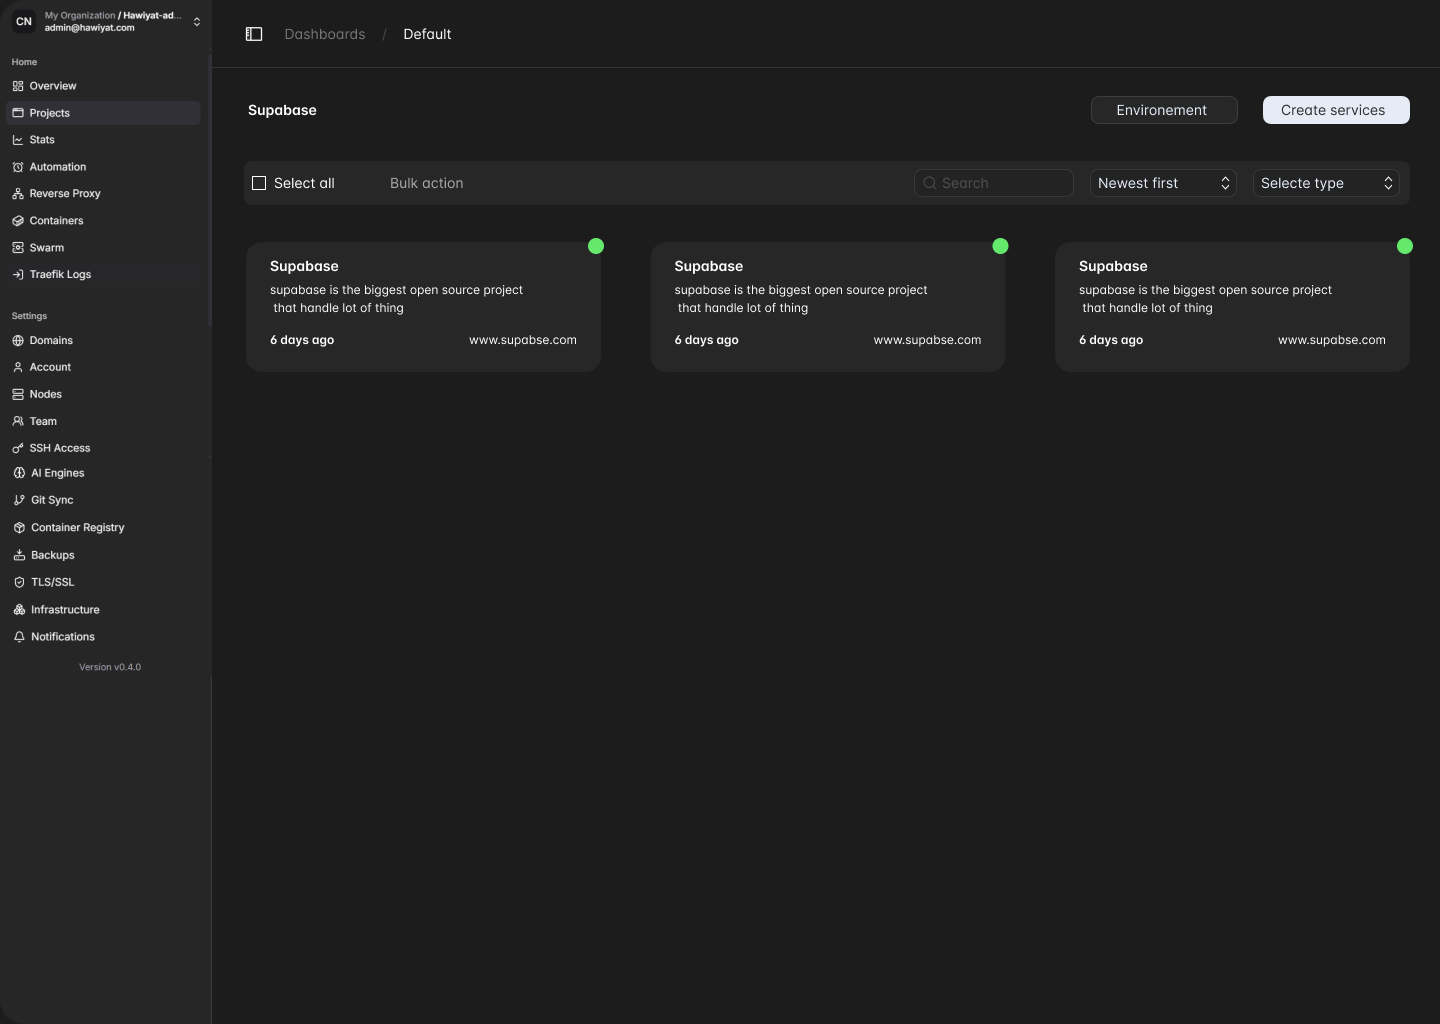 CN
My Organization / Hawiyat-ad...
admin@hawiyat.com
Home
Overview
Projects
Stats
Automation
Reverse Proxy
Containers
Swarm
Traefik Logs
Settings
Domains
Account
Nodes
Team
SSH Access
AI Engines
Git Sync
Container Registry
Backups
TLS/SSL
Infrastructure
Notifications
Version v0.4.0
Dashboards / Default
Supabase
Environement
Create services
Select all
Bulk action
Search
Newest first
Selecte type
Supabase
supabase is the biggest open source project
that handle lot of thing
6 days ago
www.supabse.com
Supabase
supabase is the biggest open source project
that handle lot of thing
6 days ago
www.supabse.com
Supabase
supabase is the biggest open source project
that handle lot of thing
6 days ago
www.supabse.com